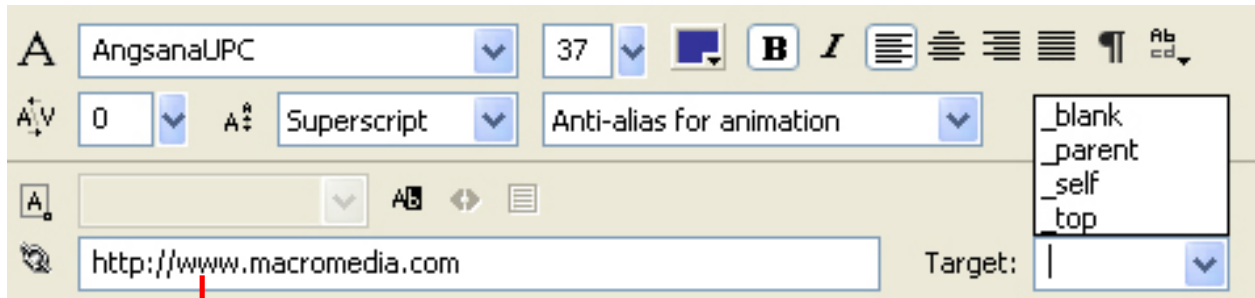 A AngsanaUPC 37 B I ¶ Ab cd
A V 0 A A Superscript Anti-alias for animation
_blank
_parent
_self
_top
A Ab
http://www.macromedia.com Target: